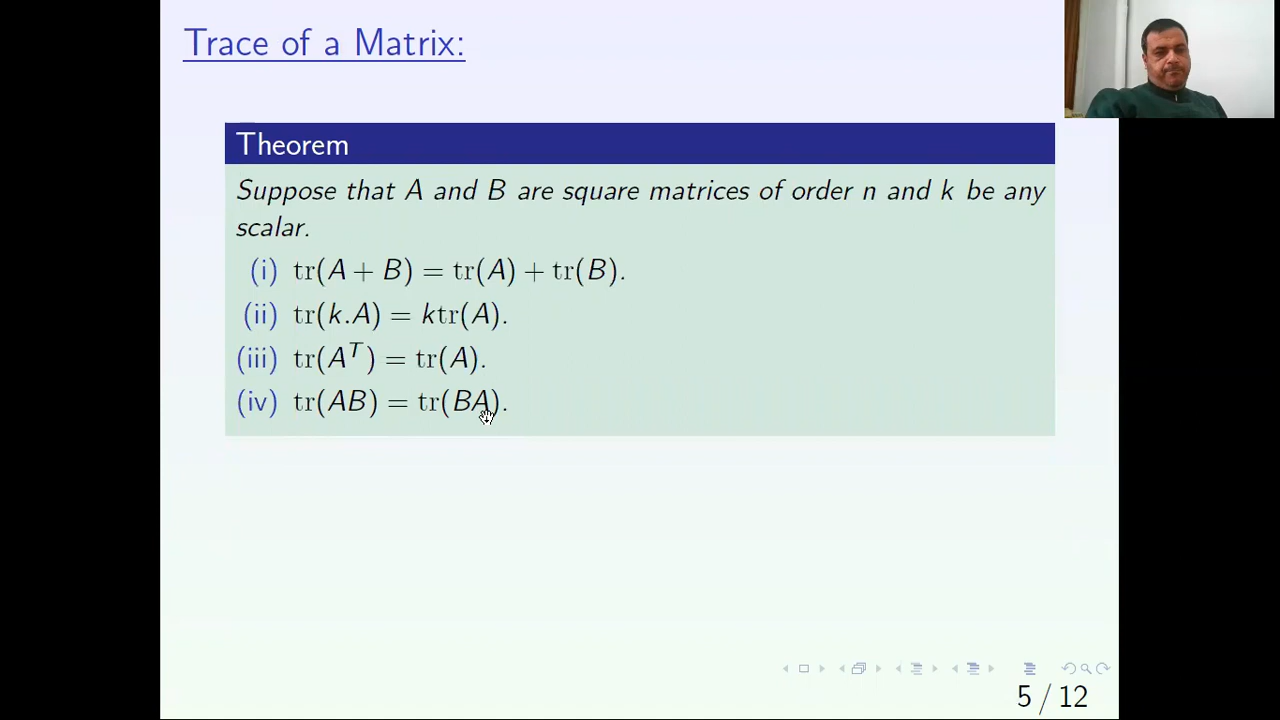 Trace of a Matrix:
Theorem
Suppose that A and B are square matrices of order n and k be any
scalar.
(i) tr(A + B) = tr(A) + tr(B).
(ii) tr(k.A) = ktr(A).
(iii) tr(Aᵀ) = tr(A).
(iv) tr(AB) = tr(BA).
5 / 12